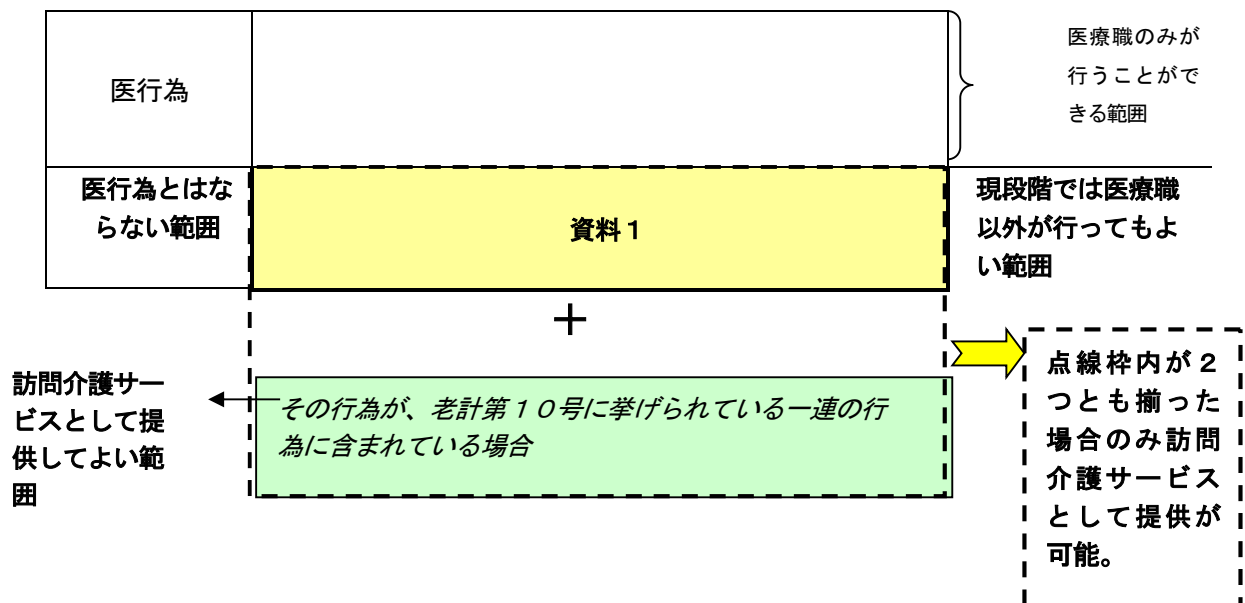 医行為
医療職のみが
行うことがで
きる範囲
医行為とはな
らない範囲
資料1
現段階では医療職
以外が行ってもよ
い範囲
+
訪問介護サー
ビスとして提
供してよい範
囲
その行為が、老計第10号に挙げられている一連の行
為に含まれている場合
点線枠内が2
つとも揃った
場合のみ訪問
介護サービス
として提供が
可能。